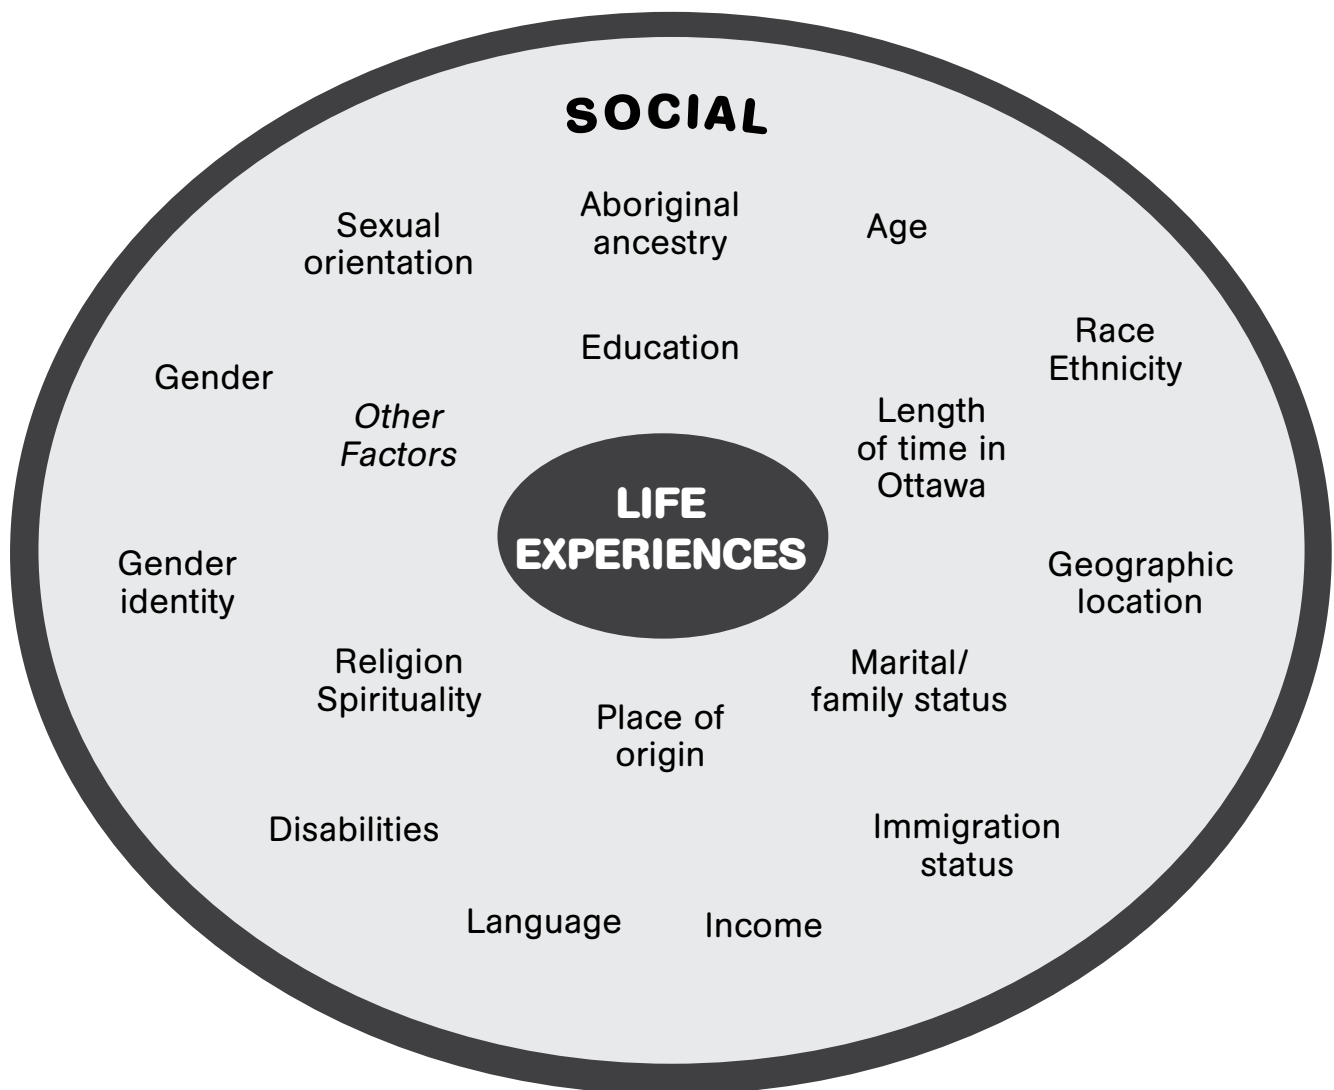 SOCIAL
Sexual
orientation
Aboriginal
ancestry
Age
Education
Race
Ethnicity
Gender
Other
Factors
Length
of time in
Ottawa
LIFE
EXPERIENCES
Gender
identity
Geographic
location
Religion
Spirituality
Marital/
family status
Place of
origin
Disabilities
Immigration
status
Language
Income